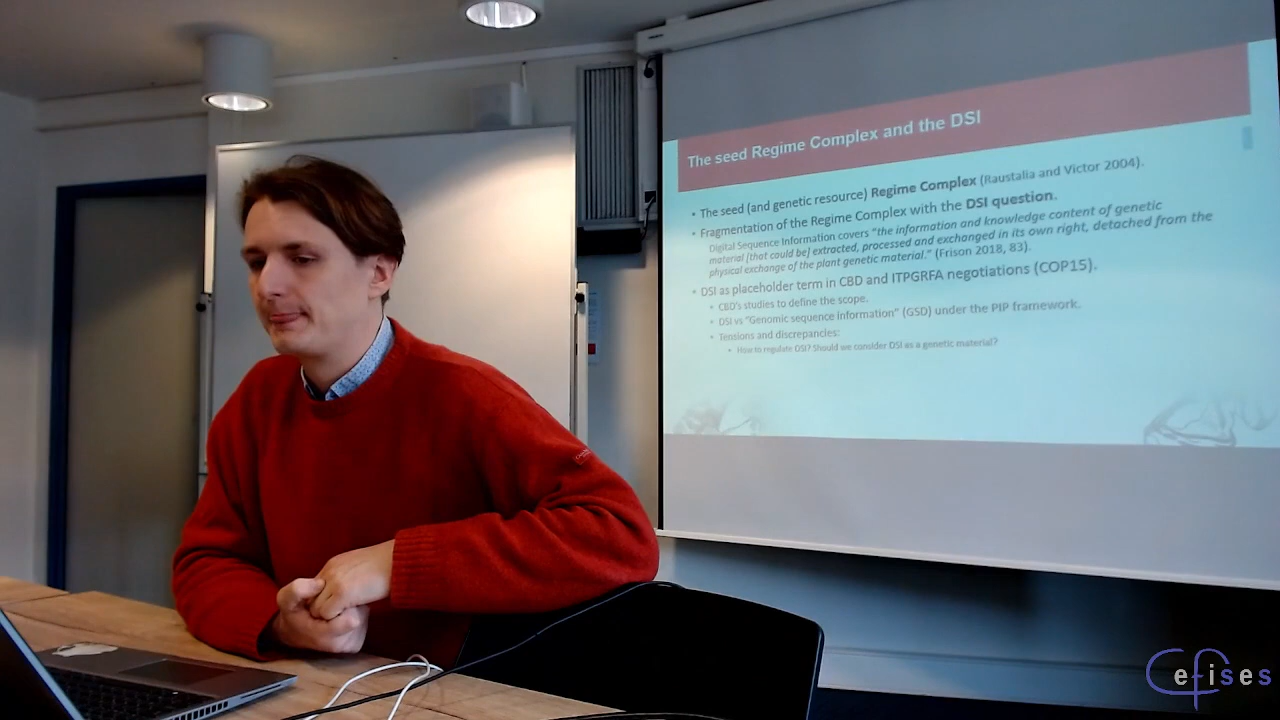 The seed Regime Complex and the DSI
• The seed (and genetic resource) Regime Complex (Raustalia and Victor 2004).
• Fragmentation of the Regime Complex with the DSI question.
Digital Sequence Information covers "the information and knowledge content of genetic
material [that could be] extracted, processed and exchanged in its own right, detached from the
physical exchange of the plant genetic material." (Frison 2018, 83).
• DSI as placeholder term in CBD and ITPGRFA negotiations (COP15).
• CBD's studies to define the scope.
• DSI vs "Genomic sequence information" (GSD) under the PIP framework.
• Tensions and discrepancies:
• How to regulate DSI? Should we consider DSI as a genetic material?
Cefises